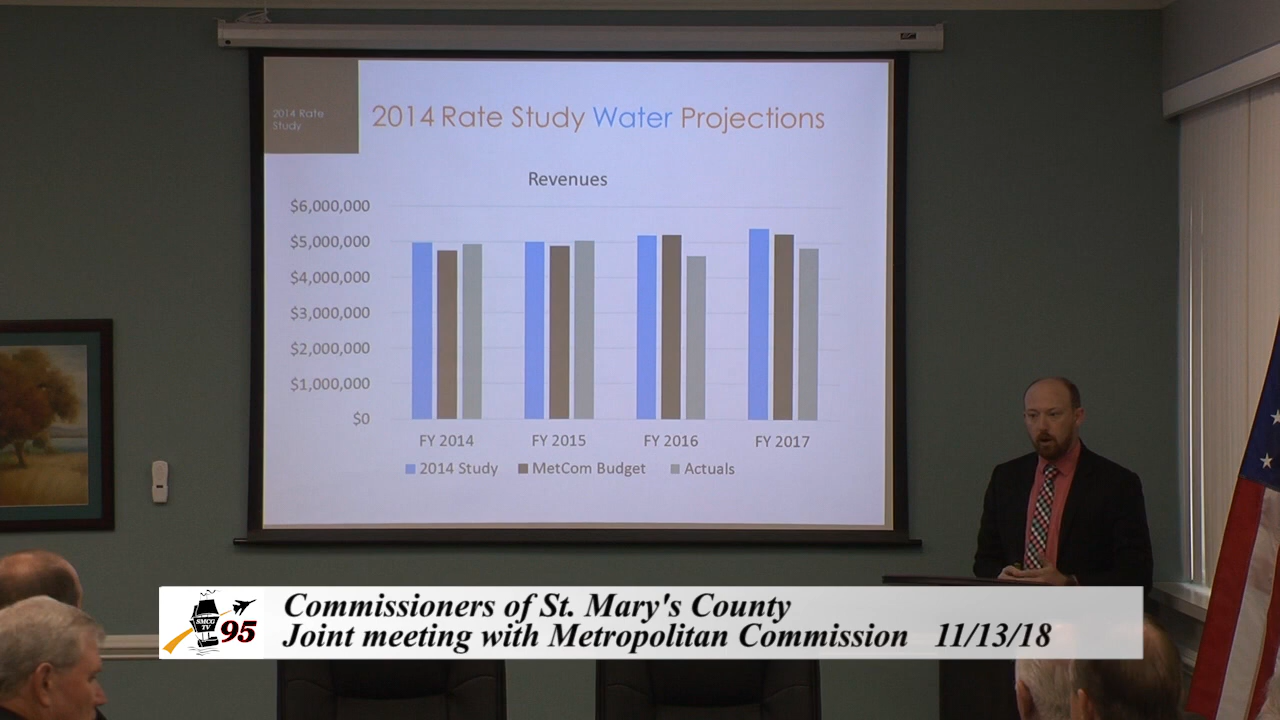 2014 Rate
Study
2014 Rate Study Water Projections
Revenues
$6,000,000
$5,000,000
$4,000,000
$3,000,000
$2,000,000
$1,000,000
$0
FY 2014 FY 2015 FY 2016 FY 2017
2014 Study MetCom Budget Actuals
SMCG
TV
95
Commissioners of St. Mary's County
Joint meeting with Metropolitan Commission 11/13/18